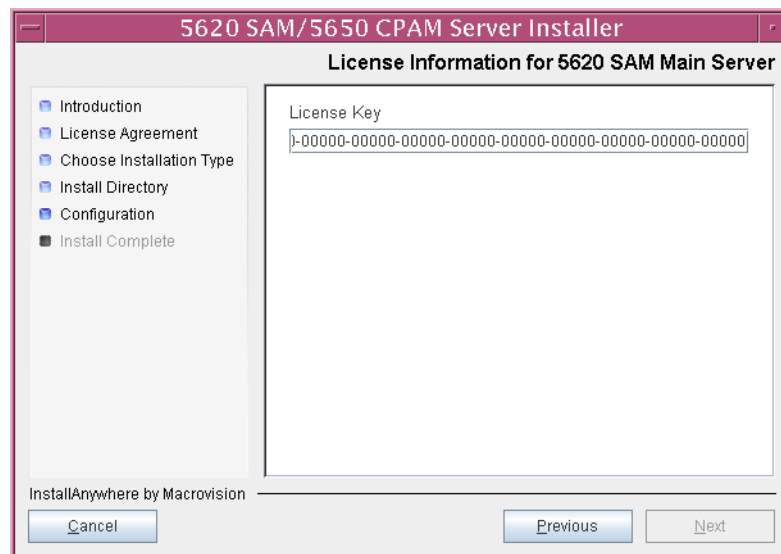 5620 SAM/5650 CPAM Server Installer
License Information for 5620 SAM Main Server
Introduction
License Agreement
Choose Installation Type
Install Directory
Configuration
Install Complete
License Key
)-00000-00000-00000-00000-00000-00000-00000-00000
InstallAnywhere by Macrovision
Cancel
Previous
Next